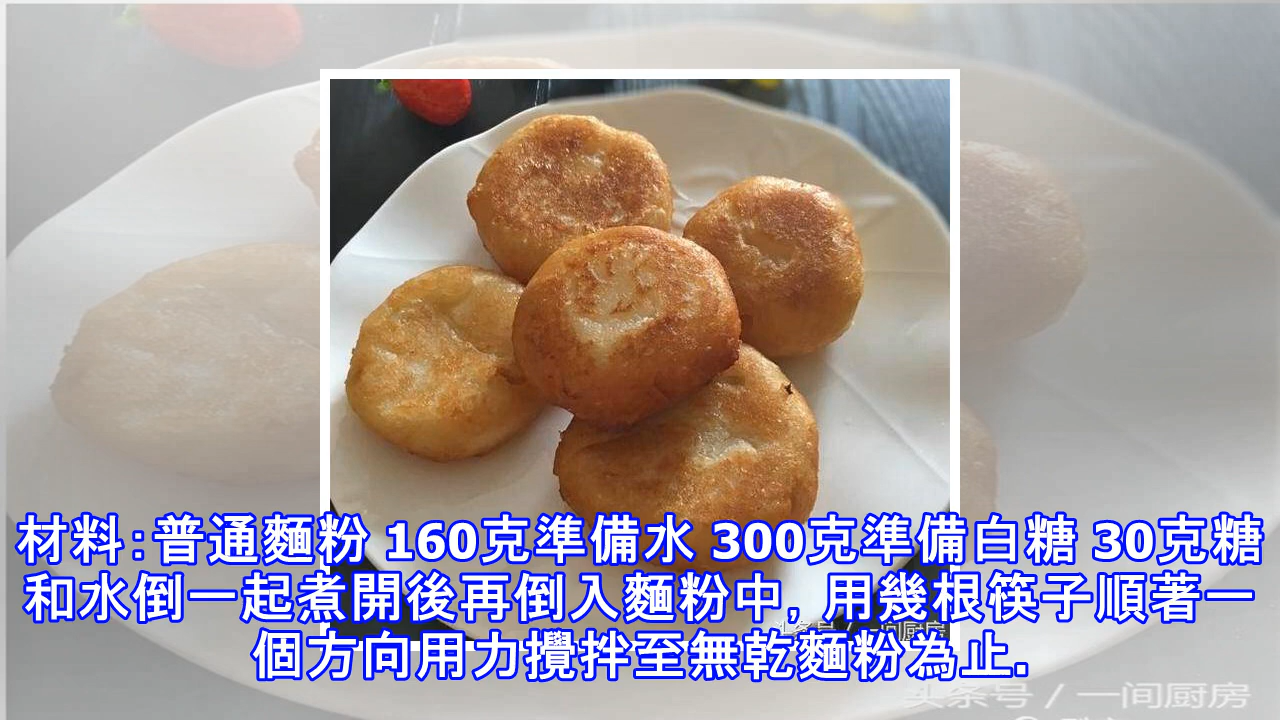 材料:普通麵粉 160克準備水 300克準備白糖 30克糖
和水倒一起煮開後再倒入麵粉中, 用幾根筷子順著一
個方向用力攪拌至無乾麵粉為止.
头条号 / 一间厨房